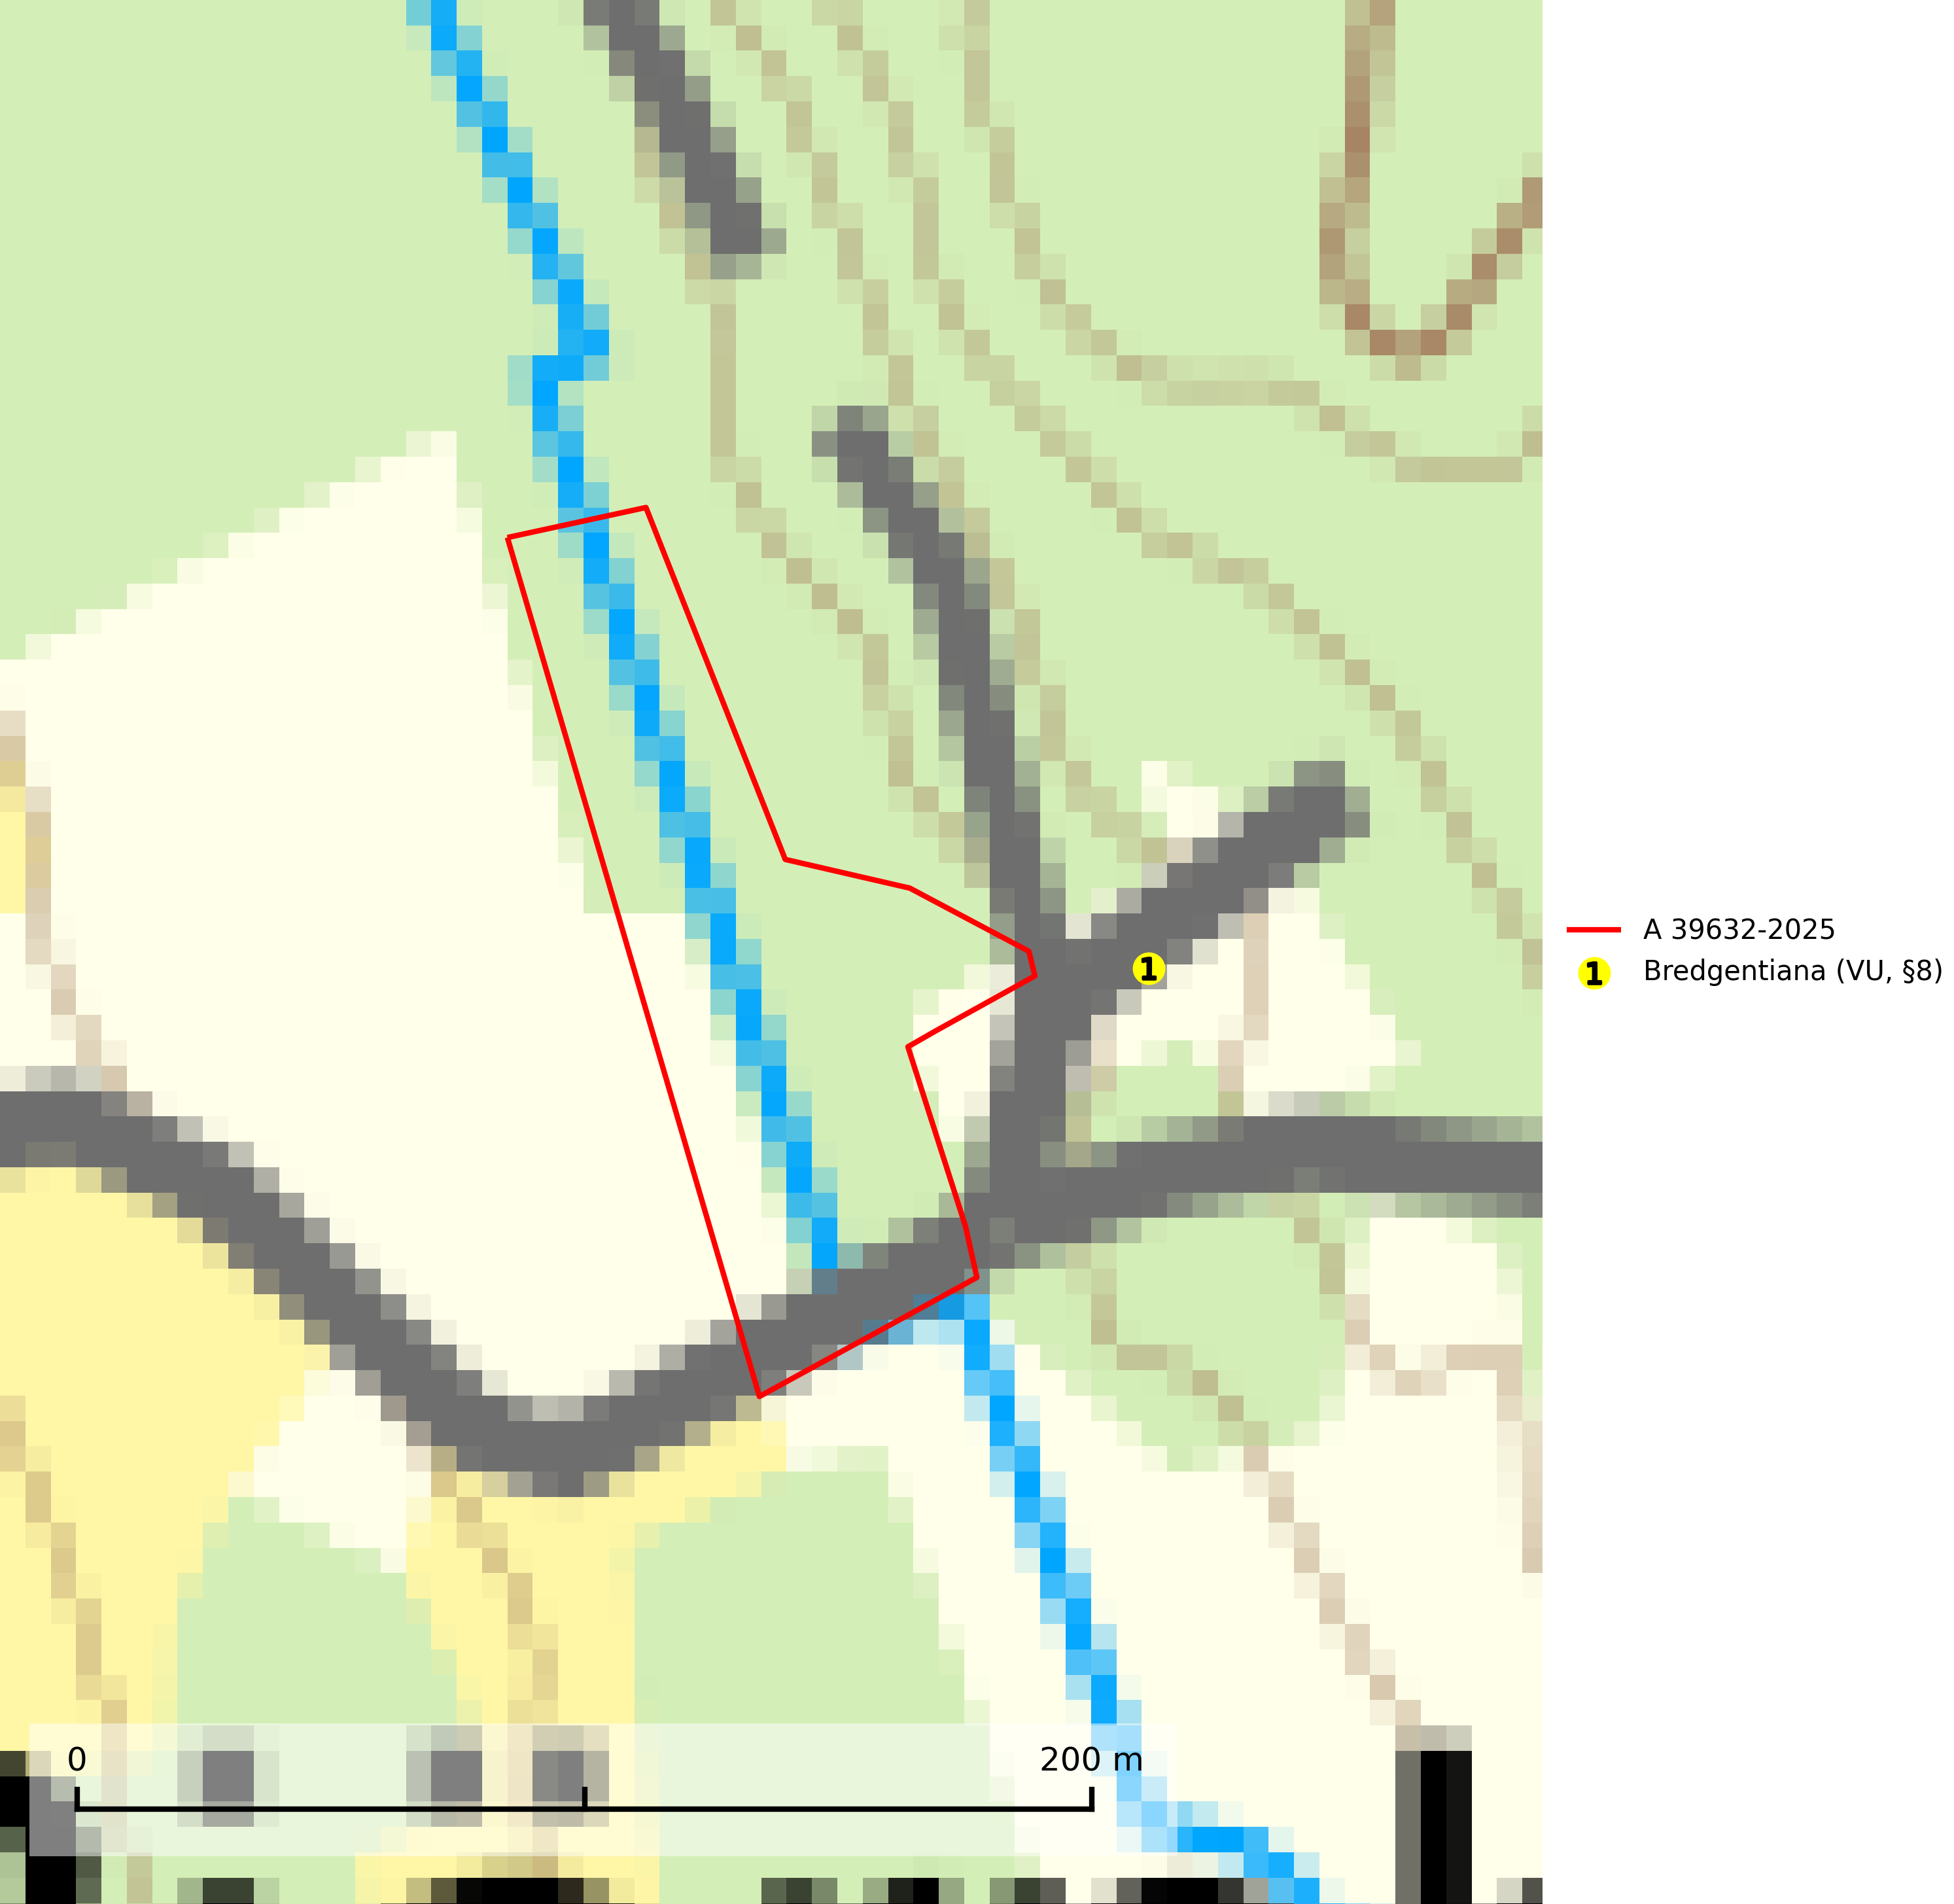 A 39632-2025
1
1 Bredgentiana (VU, §8)
0 200 m